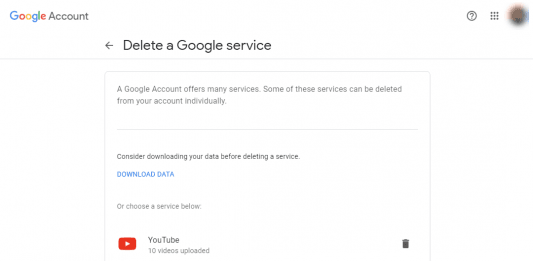 Google Account
Delete a Google service
A Google Account offers many services. Some of these services can be deleted
from your account individually.
Consider downloading your data before deleting a service.
DOWNLOAD DATA
Or choose a service below:
YouTube
10 videos uploaded